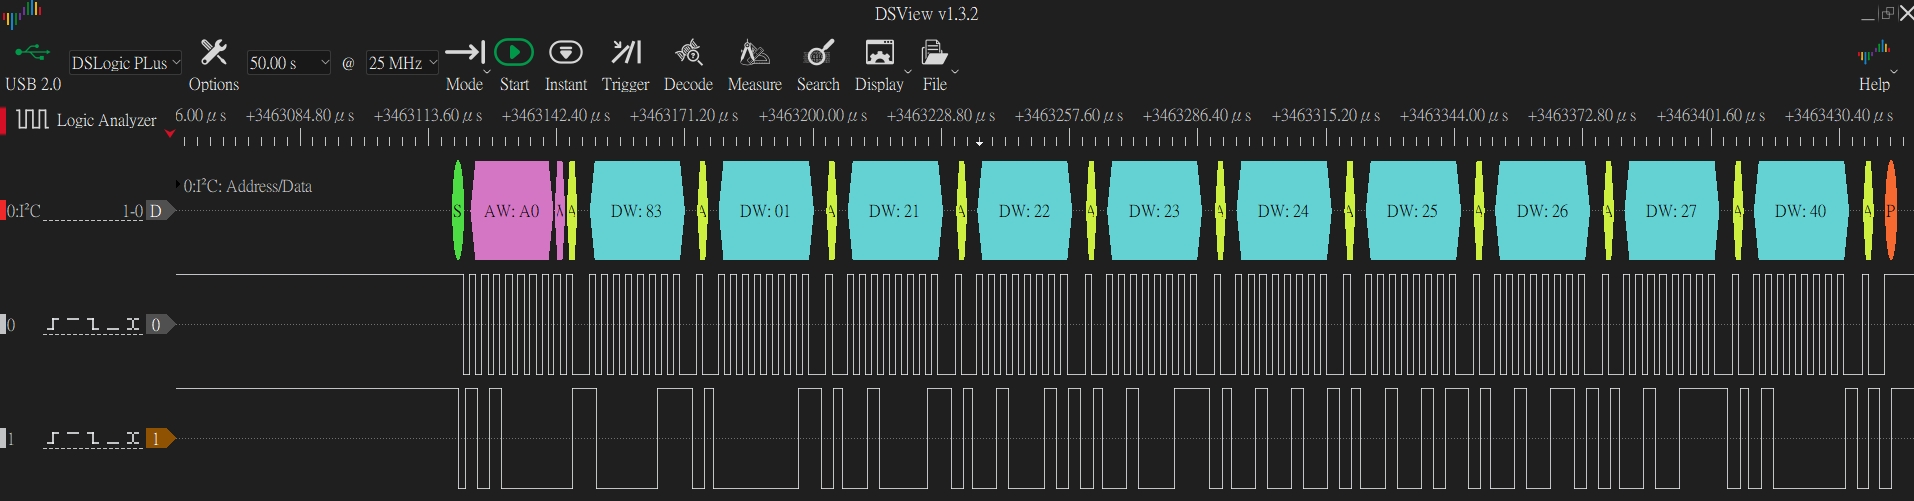 DSView v1.3.2
USB 2.0
DSLogic PLus
Options
50.00 s @ 25 MHz
Mode Start Instant Trigger Decode Measure Search Display File Help
Logic Analyzer
6.00 μs +3463084.80 μs +3463113.60 μs +3463142.40 μs +3463171.20 μs +3463200.00 μs +3463228.80 μs +3463257.60 μs +3463286.40 μs +3463315.20 μs +3463344.00 μs +3463372.80 μs +3463401.60 μs +3463430.40 μs
0:I²C: Address/Data
0:I²C 1-0 D S AW: A0 A DW: 83 A DW: 01 A DW: 21 A DW: 22 A DW: 23 A DW: 24 A DW: 25 A DW: 26 A DW: 27 A DW: 40 A P
0 0
1 1